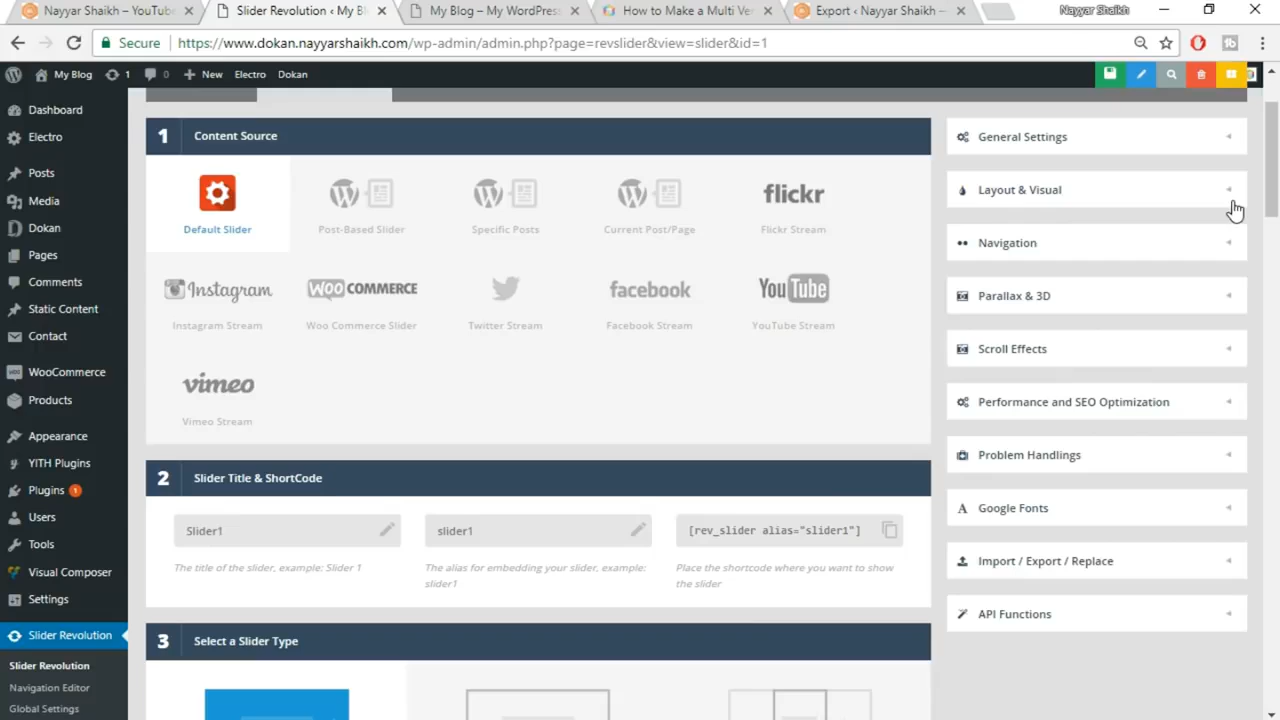 Nayyar Shaikh – YouTub
Slider Revolution ‹ My Bl
My Blog – My WordPress
How to Make a Multi Ve
Export ‹ Nayyar Shaikh —
Nayyar Shaikh
Secure
https://www.dokan.nayyarshaikh.com/wp-admin/admin.php?page=revslider&view=slider&id=1
My Blog
1
0
New
Electro
Dokan
Dashboard
Electro
Posts
Media
Dokan
Pages
Comments
Static Content
Contact
WooCommerce
Products
Appearance
YITH Plugins
Plugins 1
Users
Tools
Visual Composer
Settings
Slider Revolution
Slider Revolution
Navigation Editor
Global Settings
1 Content Source
Default Slider
Post-Based Slider
Specific Posts
Current Post/Page
flickr
Flickr Stream
Instagram
Instagram Stream
WOO COMMERCE
Woo Commerce Slider
Twitter Stream
facebook
Facebook Stream
YouTube
YouTube Stream
vimeo
Vimeo Stream
2 Slider Title & ShortCode
Slider1
slider1
[rev_slider alias="slider1"]
The title of the slider, example: Slider 1
The alias for embedding your slider, example:
slider1
Place the shortcode where you want to show
the slider
3 Select a Slider Type
General Settings
Layout & Visual
Navigation
Parallax & 3D
Scroll Effects
Performance and SEO Optimization
Problem Handlings
Google Fonts
Import / Export / Replace
API Functions